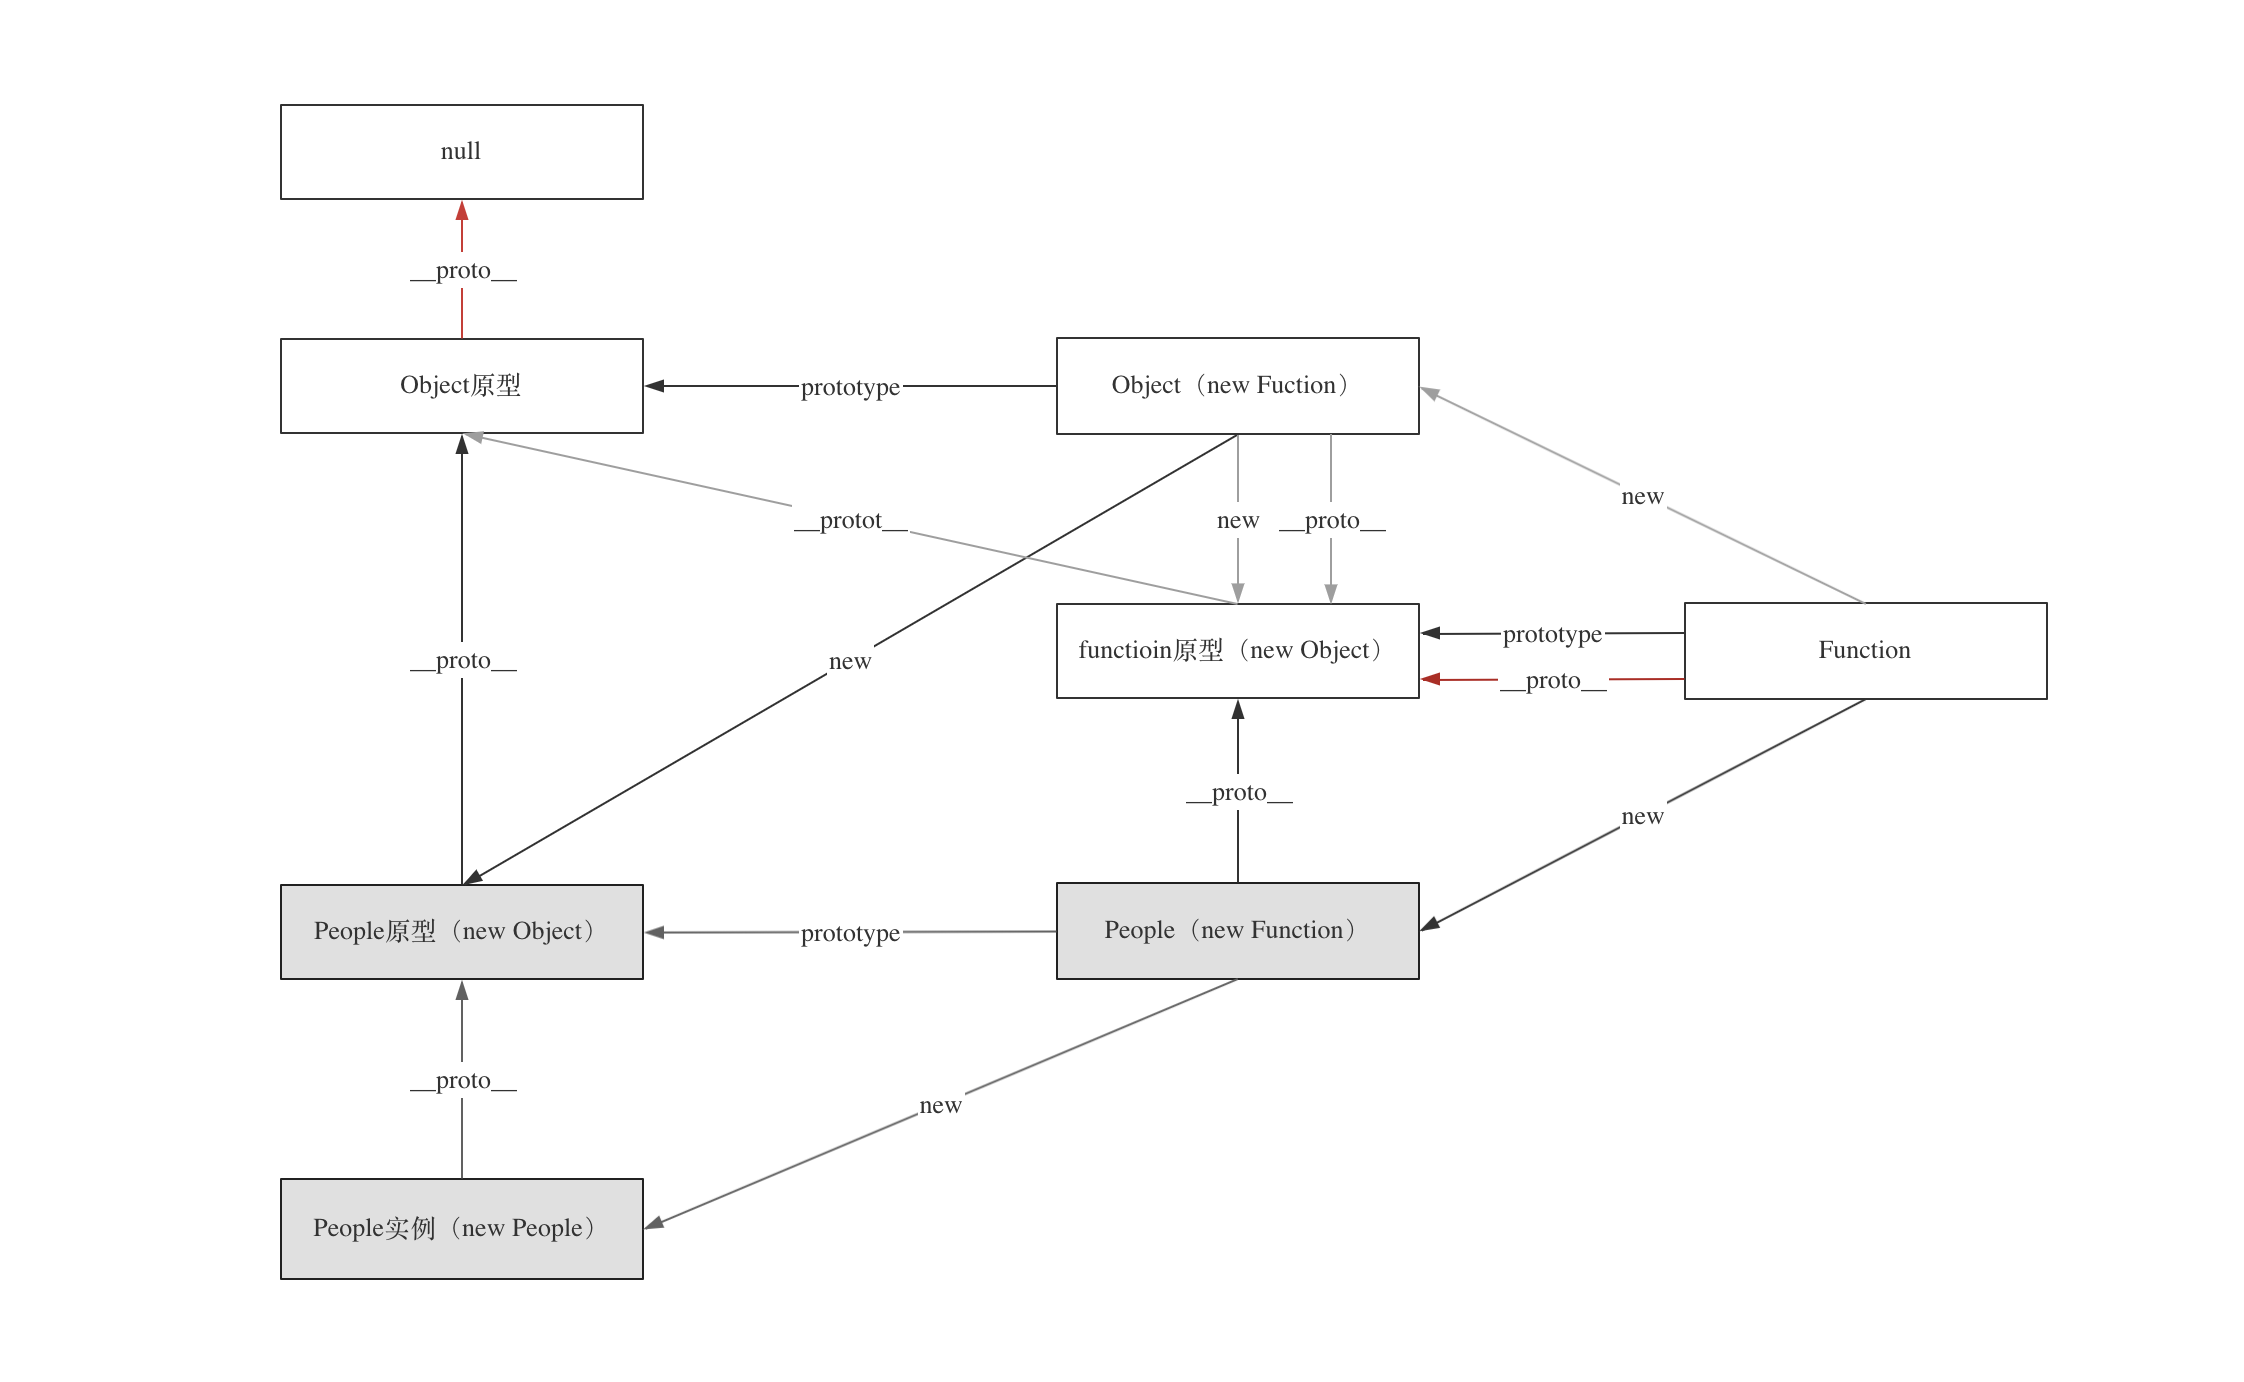 null
__proto__
Object原型
prototype
Object（new Fuction）
new
__protot__
new
__proto__
__proto__
new
functioin原型（new Object）
prototype
__proto__
Function
__proto__
new
People原型（new Object）
prototype
People（new Function）
__proto__
new
People实例（new People）